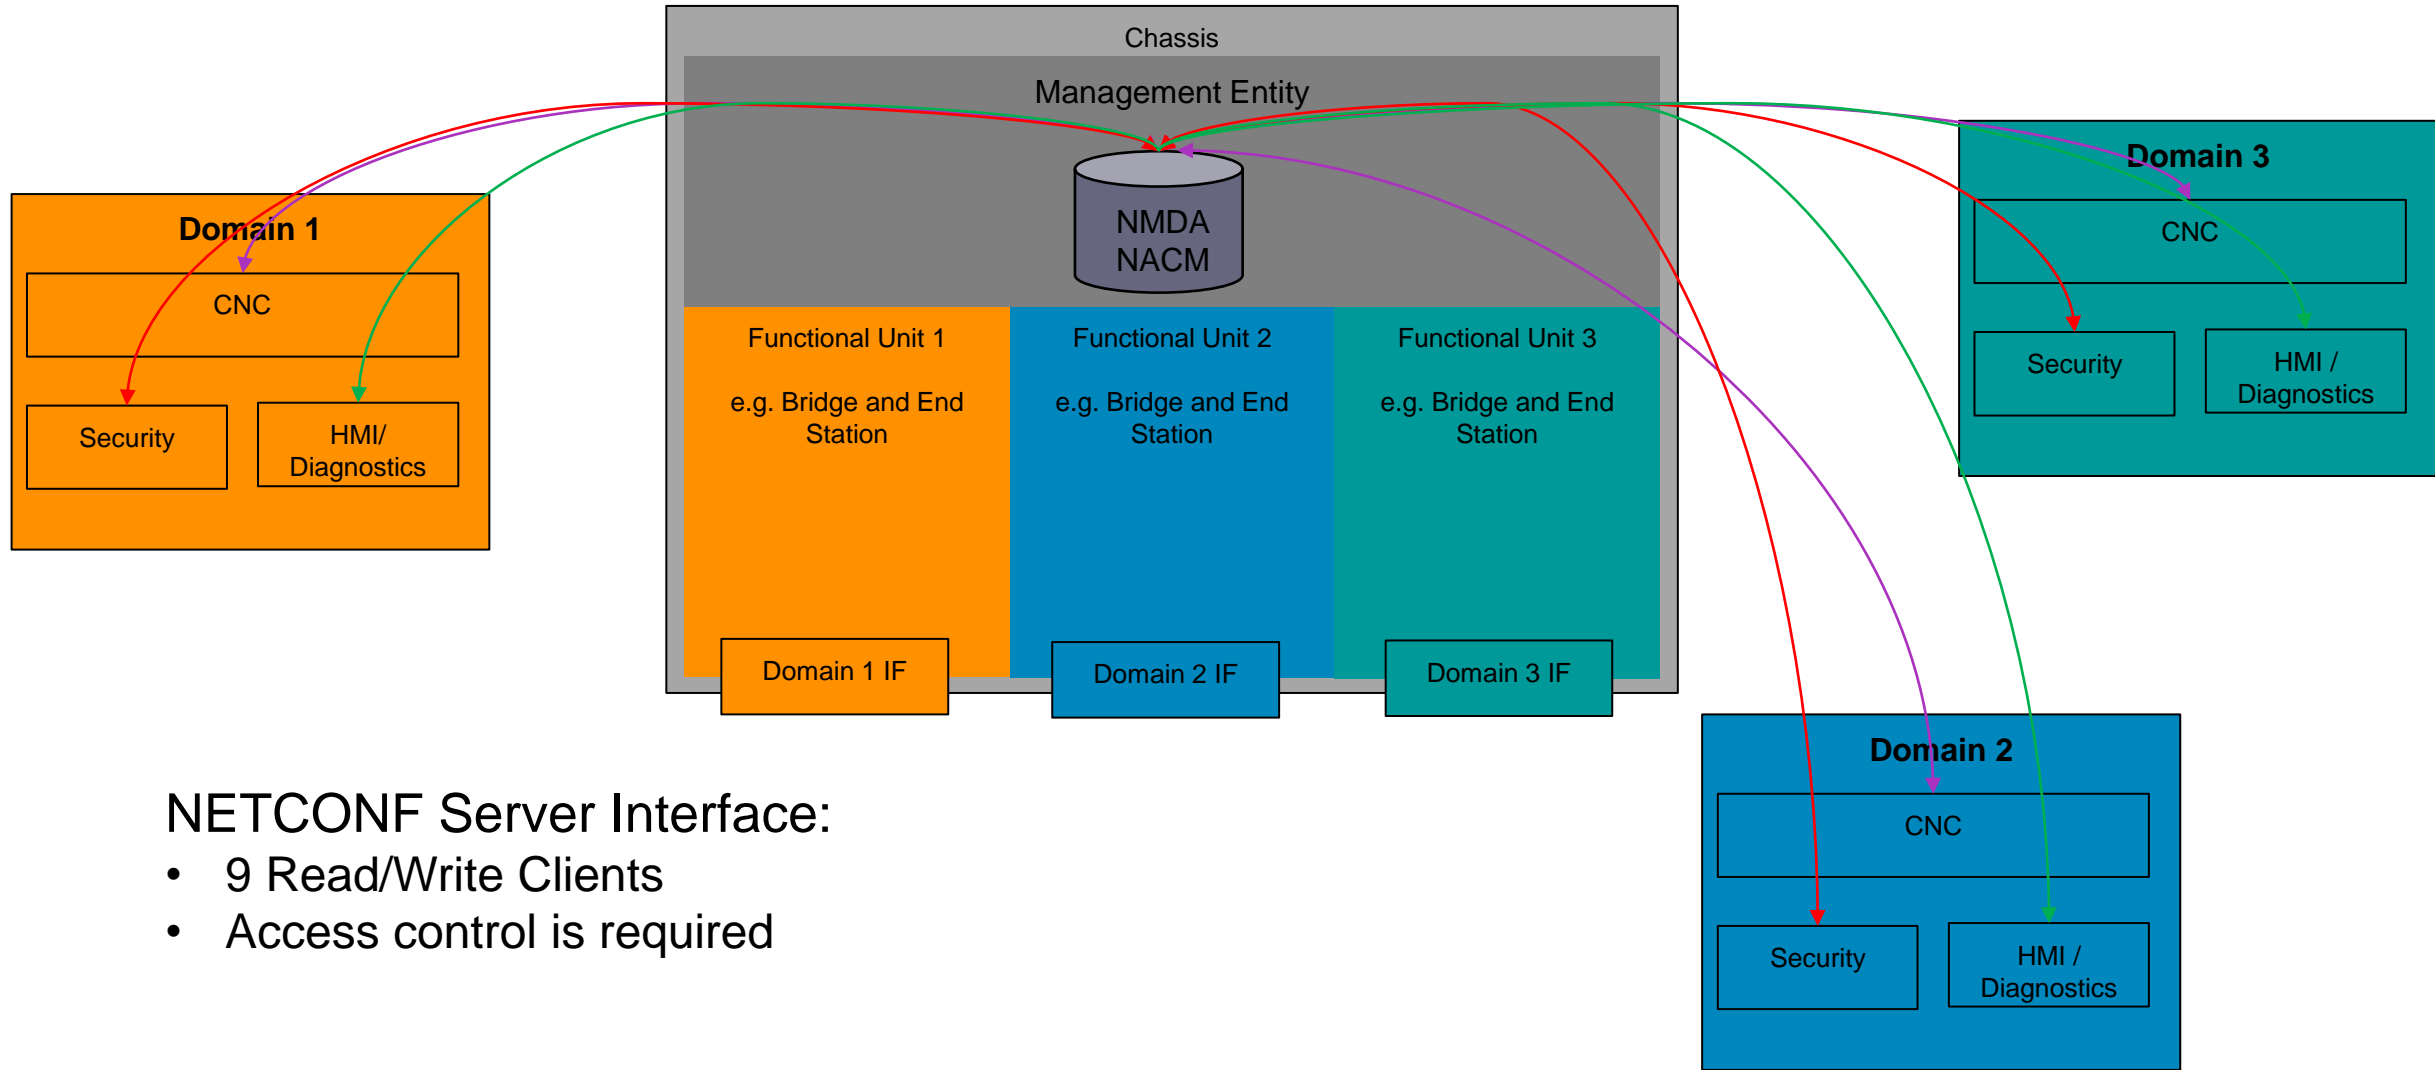 Chassis
Management Entity
NMDA
NACM
Domain 1
CNC
Security
HMI/
Diagnostics
Functional Unit 1
e.g. Bridge and End
Station
Domain 1 IF
Functional Unit 2
e.g. Bridge and End
Station
Domain 2 IF
Functional Unit 3
e.g. Bridge and End
Station
Domain 3 IF
Domain 3
CNC
Security
HMI /
Diagnostics
Domain 2
CNC
Security
HMI /
Diagnostics
NETCONF Server Interface:
• 9 Read/Write Clients
• Access control is required